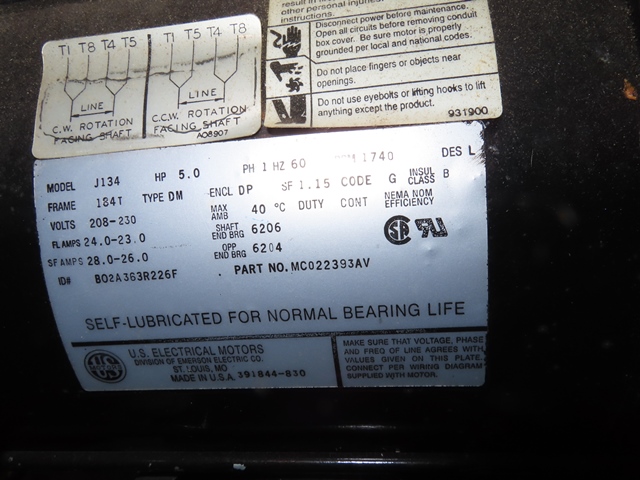 T1 T8 T4 T5
LINE
C.W. ROTATION
FACING SHAFT
T1 T5 T4 T8
LINE
C.C.W. ROTATION
FACING SHAFT
A08907
result in
other personal injuries.
instructions.
Disconnect power before maintenance.
Open all circuits before removing conduit
box cover. Be sure motor is properly
grounded per local and national codes.
Do not place fingers or objects near
openings.
Do not use eyebolts or lifting hooks to lift
anything except the product.
931900
MODEL J134 HP 5.0 PH 1 HZ 60 1740 DES L
FRAME 184T TYPE DM ENCL DP SF 1.15 CODE G INSUL CLASS B
VOLTS 208-230 MAX AMB 40 °C DUTY CONT NEMA NOM EFFICIENCY
FL AMPS 24.0-23.0 SHAFT END BRG 6206
SF AMPS 28.0-26.0 OPP END BRG 6204
ID# B02A363R226F PART NO. MC022393AV
SELF-LUBRICATED FOR NORMAL BEARING LIFE
U.S. ELECTRICAL MOTORS
DIVISION OF EMERSON ELECTRIC CO.
ST. LOUIS, MO
MADE IN U.S.A. 391844-830
MAKE SURE THAT VOLTAGE, PHASE
AND FREQ OF LINE AGREES WITH
VALUES GIVEN ON THIS PLATE.
CONNECT PER WIRING DIAGRAM
SUPPLIED WITH MOTOR.